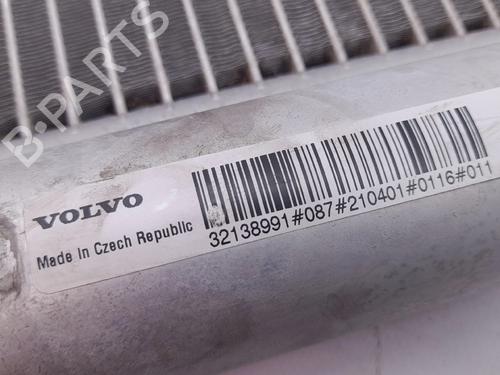 B-PARTS
VOLVO
Made in Czech Republic
32138991#087#210401#0116#011